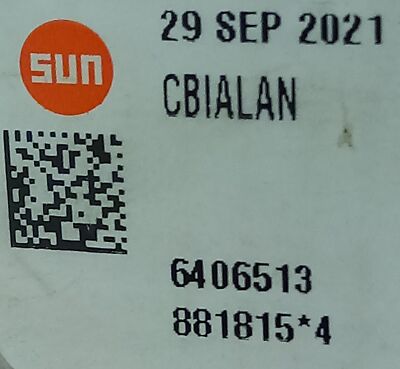 sun
29 SEP 2021
CBIALAN
6406513
881815*4